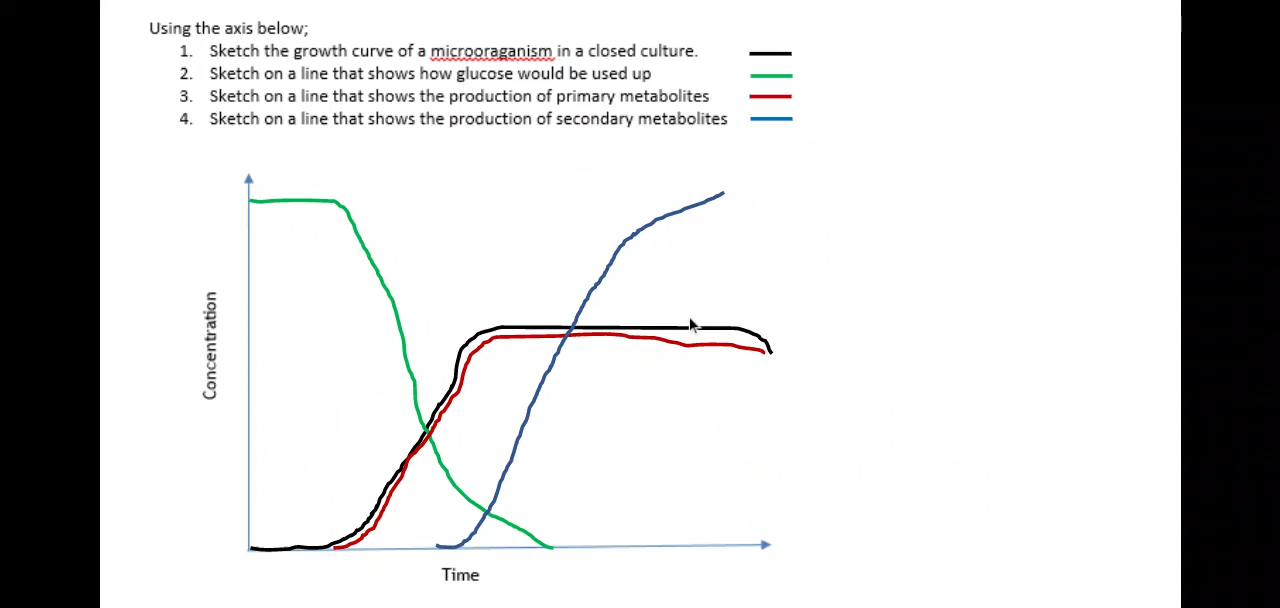 Using the axis below;
1. Sketch the growth curve of a microoraganism in a closed culture.
2. Sketch on a line that shows how glucose would be used up
3. Sketch on a line that shows the production of primary metabolites
4. Sketch on a line that shows the production of secondary metabolites
Concentration
Time